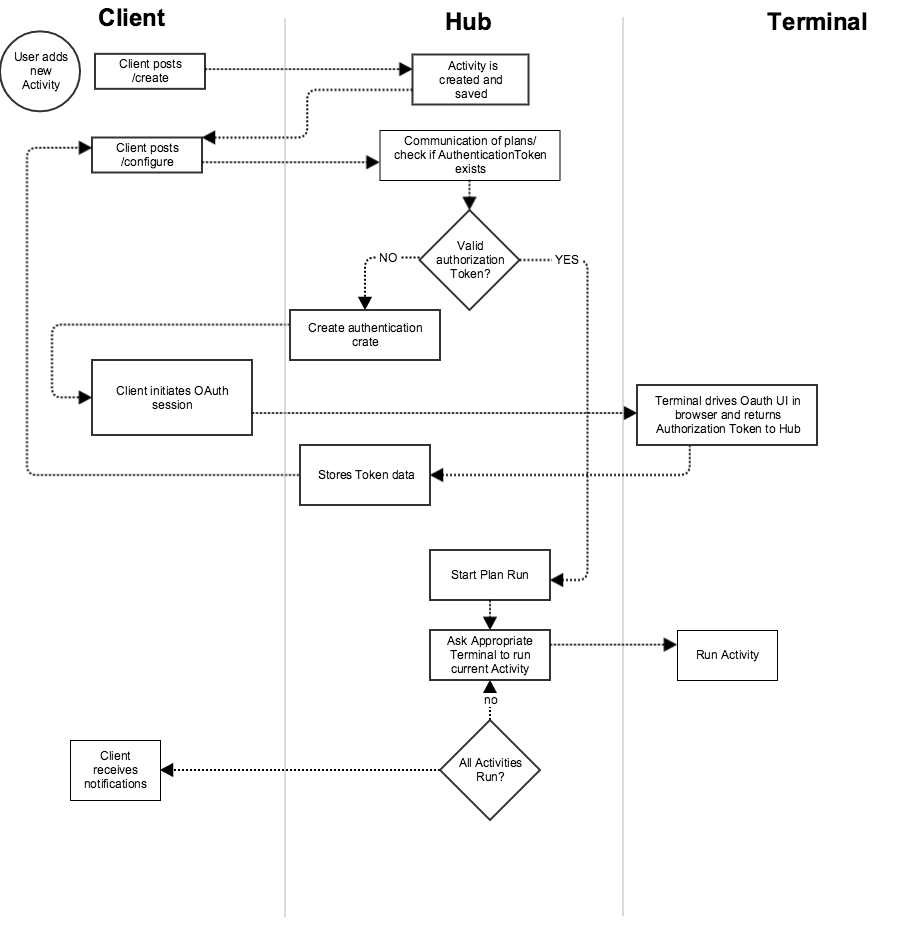 Client
Hub
Terminal
User adds
new
Activity
Client posts
/create
Activity is
created and
saved
Client posts
/configure
Communication of plans/
check if AuthenticationToken
exists
Valid
authorization
Token?
NO
YES
Create authentication
crate
Client initiates OAuth
session
Terminal drives Oauth UI in
browser and returns
Authorization Token to Hub
Stores Token data
Start Plan Run
Ask Appropriate
Terminal to run
current Activity
Run Activity
no
All Activities
Run?
Client
receives
notifications